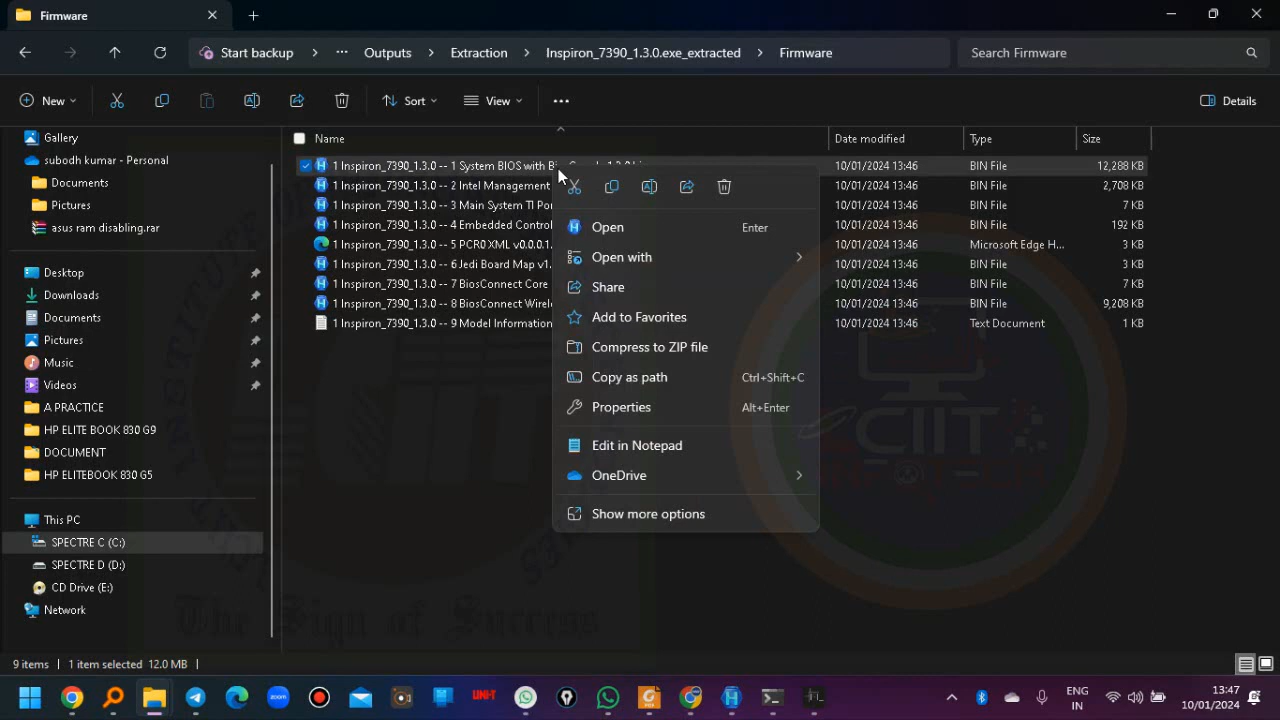 Firmware
Start backup > ... Outputs > Extraction > Inspiron_7390_1.3.0.exe_extracted > Firmware
Search Firmware
New
Sort
View
Details
Gallery
subodh kumar - Personal
Documents
Pictures
asus ram disabling.rar
Desktop
Downloads
Documents
Pictures
Music
Videos
A PRACTICE
HP ELITE BOOK 830 G9
DOCUMENT
HP ELITEBOOK 830 G5
This PC
SPECTRE C (C:)
SPECTRE D (D:)
CD Drive (E:)
Network
Name Date modified Type Size
1 Inspiron_7390_1.3.0 -- 1 System BIOS with 10/01/2024 13:46 BIN File 12,288 KB
1 Inspiron_7390_1.3.0 -- 2 Intel Management 10/01/2024 13:46 BIN File 2,708 KB
1 Inspiron_7390_1.3.0 -- 3 Main System TI 10/01/2024 13:46 BIN File 7 KB
1 Inspiron_7390_1.3.0 -- 4 Embedded 10/01/2024 13:46 BIN File 192 KB
1 Inspiron_7390_1.3.0 -- 5 PCR0 XML v0.0.0.1. 10/01/2024 13:46 Microsoft Edge H... 3 KB
1 Inspiron_7390_1.3.0 -- 6 Jedi Board Map v1. 10/01/2024 13:46 BIN File 3 KB
1 Inspiron_7390_1.3.0 -- 7 BiosConnect Core 10/01/2024 13:46 BIN File 7 KB
1 Inspiron_7390_1.3.0 -- 8 BiosConnect 10/01/2024 13:46 BIN File 9,208 KB
1 Inspiron_7390_1.3.0 -- 9 Model Information 10/01/2024 13:46 Text Document 1 KB
Open Enter
Open with
Share
Add to Favorites
Compress to ZIP file
Copy as path Ctrl+Shift+C
Properties Alt+Enter
Edit in Notepad
OneDrive
Show more options
CIIT
The Sign of Success
9 items | 1 item selected 12.0 MB |
zoom
UNI-T
ENG
IN
13:47
10/01/2024